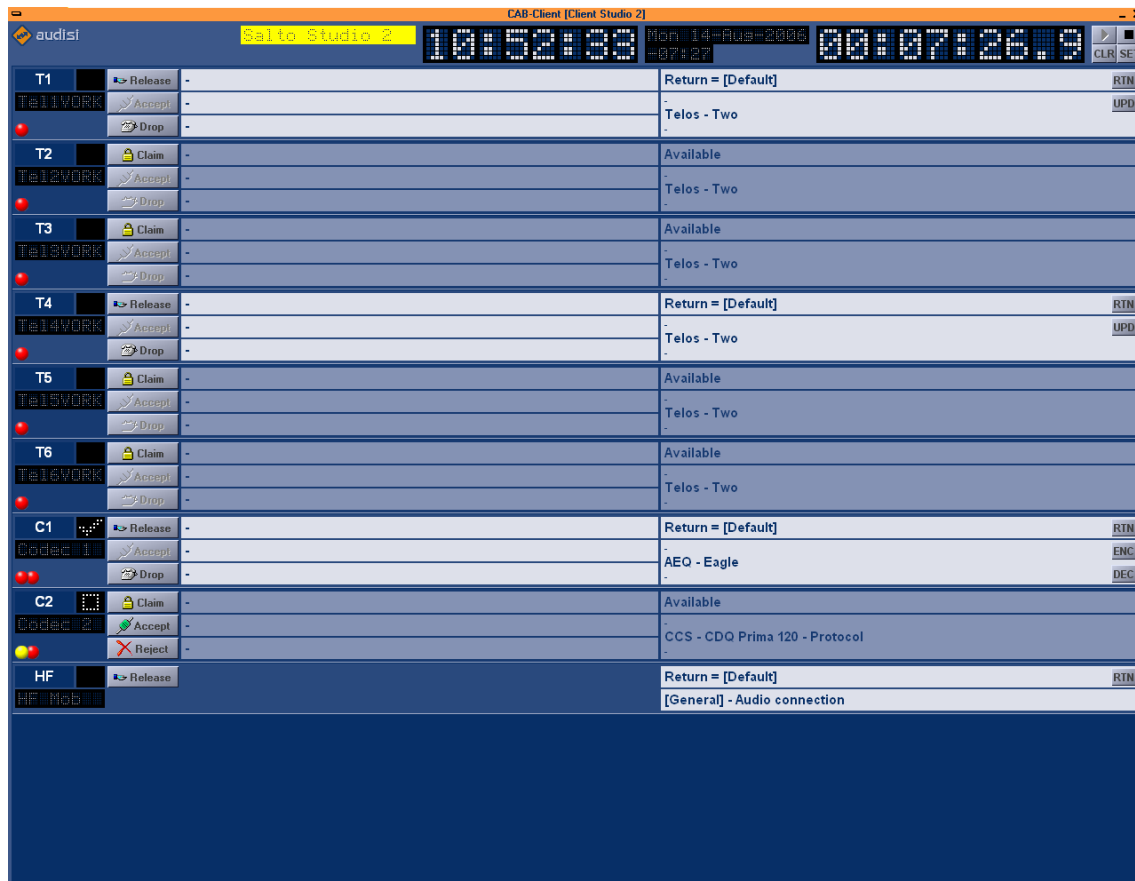 CAB-Client [Client Studio 2]
audisi Salto Studio 2 10:52:33 Mon 14-Aug-2006 00:07:26.9
-07:27 CLR SE
T1 Release - Return = [Default] RTN
Tel1VORK Accept - - UPD
Telos - Two
Drop - -
T2 Claim - Available
Tel2VORK Accept - -
Telos - Two
Drop - -
T3 Claim - Available
Tel3VORK Accept - -
Telos - Two
Drop - -
T4 Release - Return = [Default] RTN
Tel4VORK Accept - - UPD
Telos - Two
Drop - -
T5 Claim - Available
Tel5VORK Accept - -
Telos - Two
Drop - -
T6 Claim - Available
Tel6VORK Accept - -
Telos - Two
Drop - -
C1 Release - Return = [Default] RTN
Codec 1 Accept - - ENC
AEQ - Eagle
Drop - - DEC
C2 Claim - Available
Codec 2 Accept - -
CCS - CDQ Prima 120 - Protocol
Reject - -
HF Release Return = [Default] RTN
HF Mob [General] - Audio connection